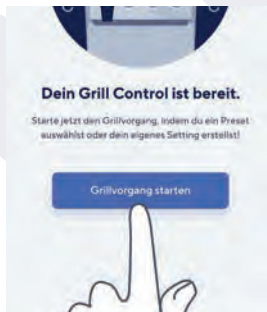 Dein Grill Control ist bereit.
Starte jetzt den Grillvorgang, indem du ein Preset
auswählst oder dein eigenes Setting erstellst!
Grillvorgang starten